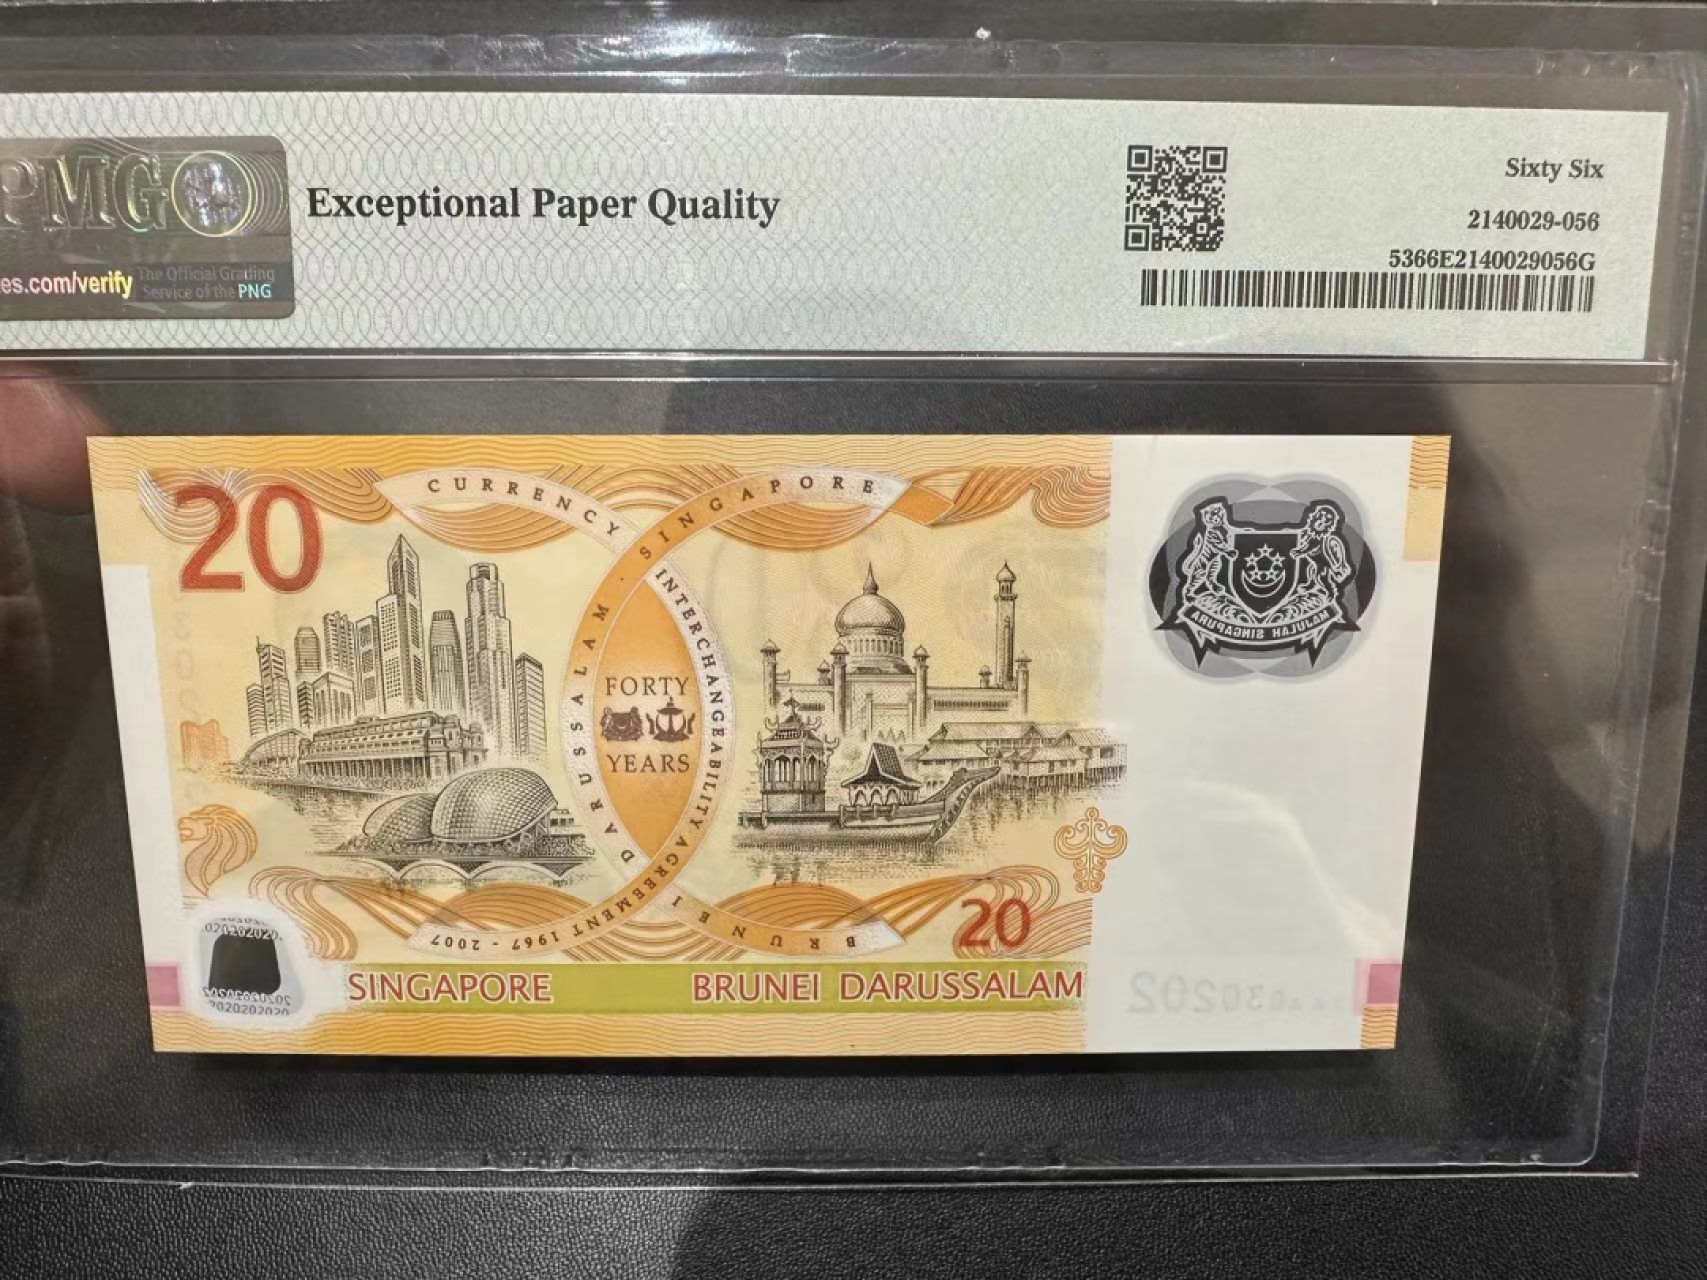 PMG
Exceptional Paper Quality
es.com/verify
The Official Grading
Service of the PNG
Sixty Six
2140029-056
5366E2140029056G
20
CURRENCY INTERCHANGEABILITY AGREEMENT 1967 - 2007
BRUNEI DARUSSALAM . SINGAPORE
FORTY
YEARS
MAJULAH SINGAPURA
20
SINGAPORE
BRUNEI DARUSSALAM
030202